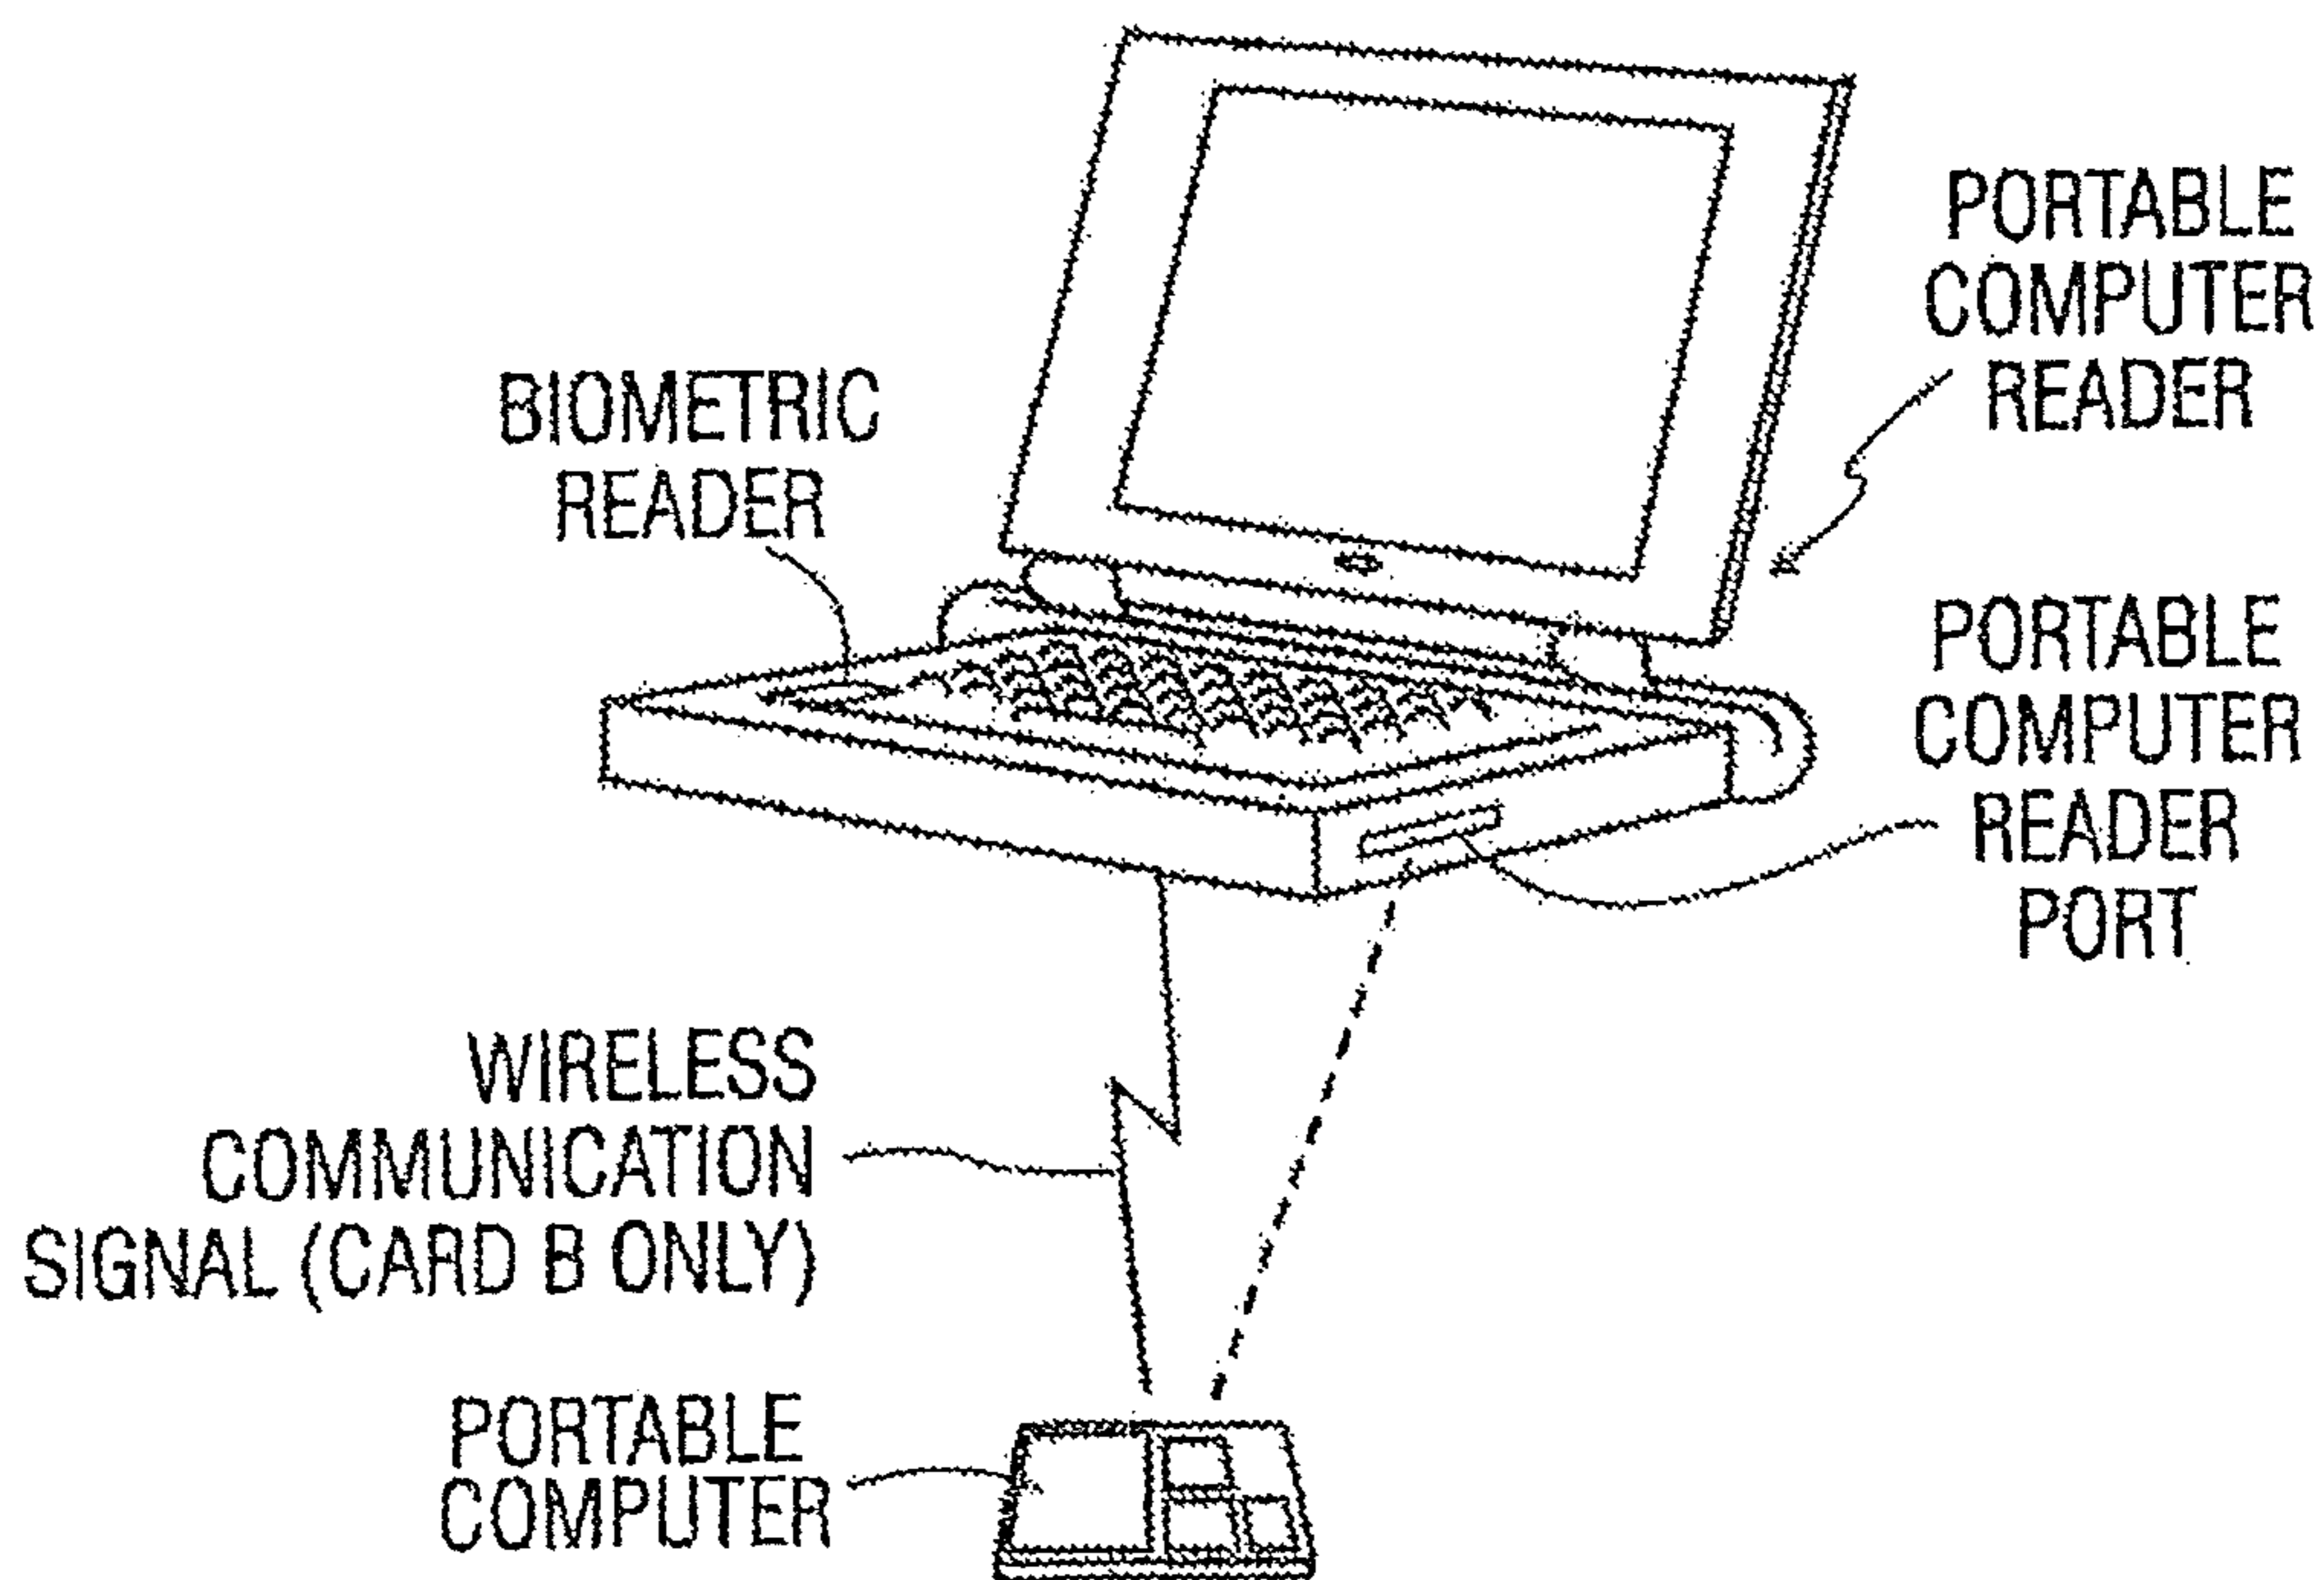 PORTABLE
COMPUTER
READER
BIOMETRIC
READER
PORTABLE
COMPUTER
READER
PORT
WIRELESS
COMMUNICATION
SIGNAL (CARD B ONLY)
PORTABLE
COMPUTER